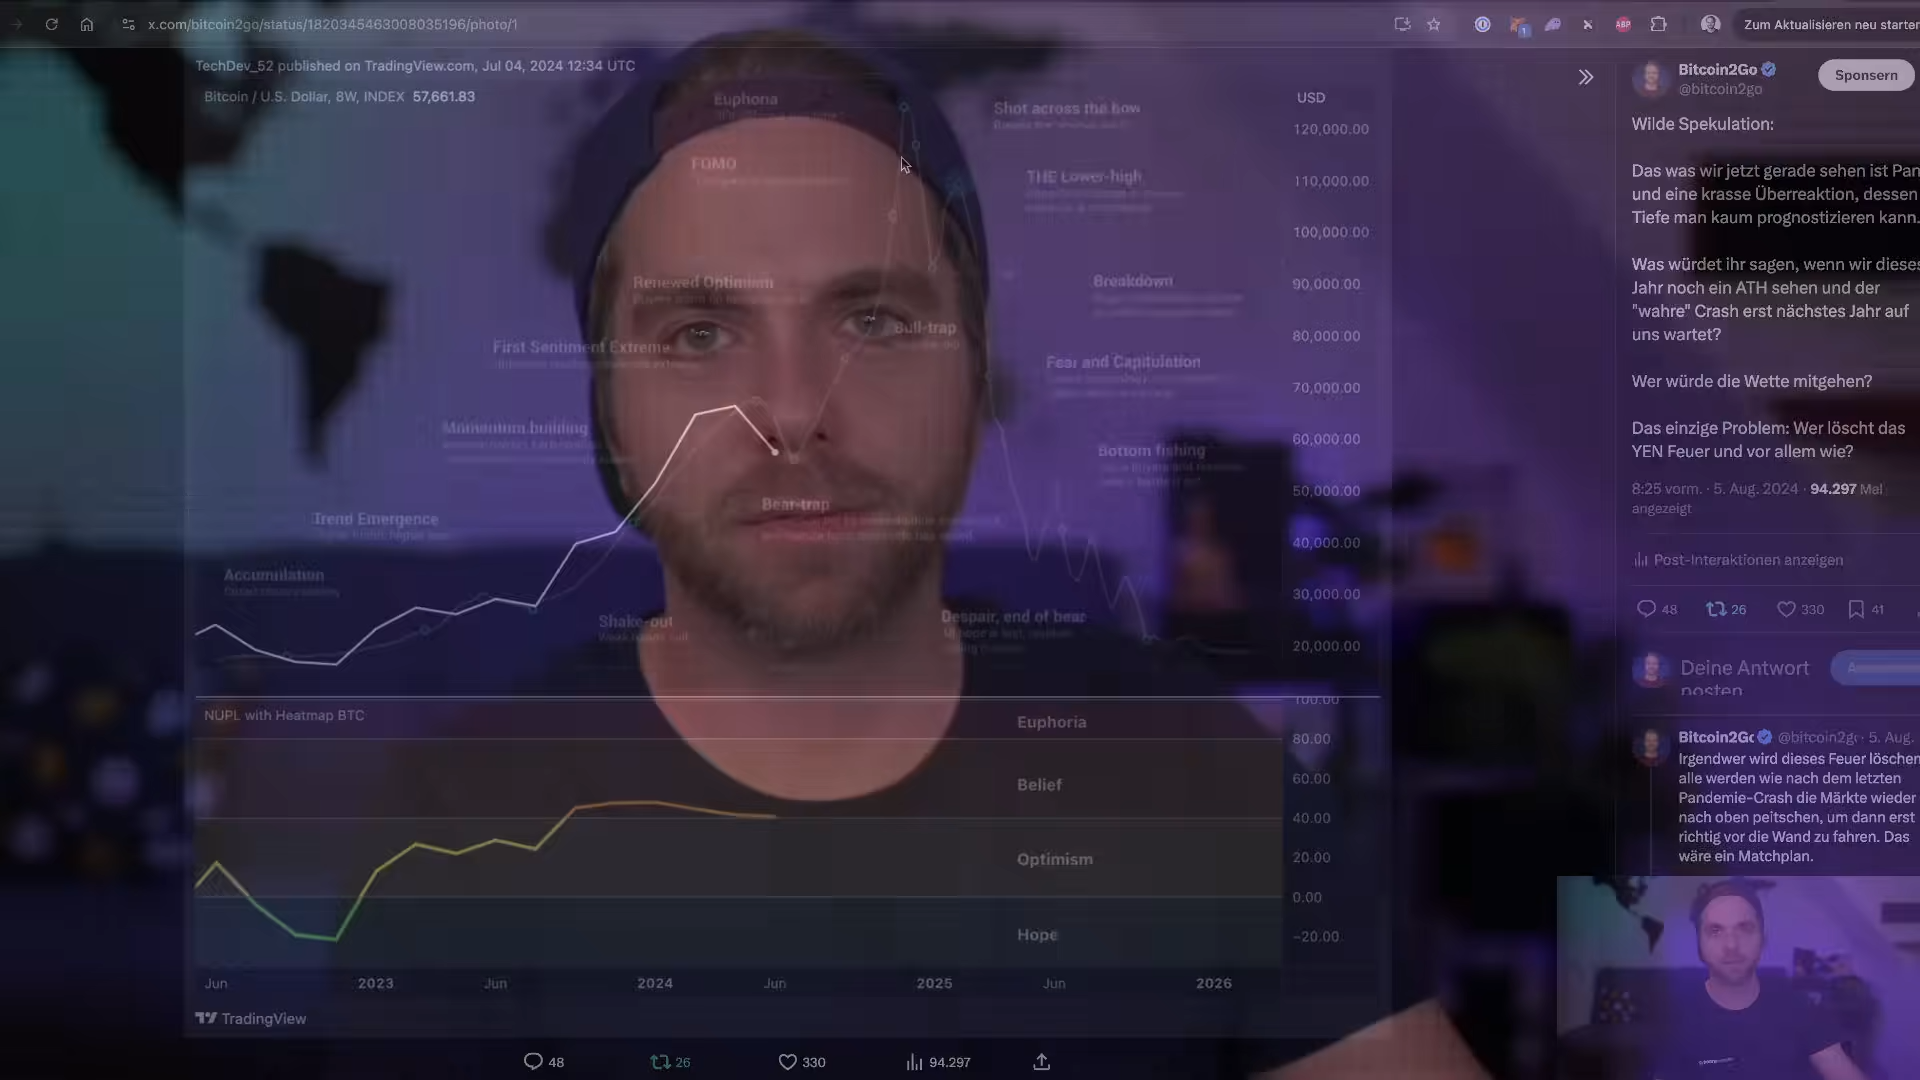 x.com/bitcoin2go/status/1820345463008035196/photo/1
Zum Aktualisieren neu starten
TechDev_52 published on TradingView.com, Jul 04, 2024 12:34 UTC
Bitcoin / U.S. Dollar, 8W, INDEX 57,661.83
USD
Euphoria
Shot across the bow
120,000.00
FOMO
THE Lower-high
110,000.00
100,000.00
Renewed Optimism
Breakdown
90,000.00
Bull-trap
80,000.00
First Sentiment Extreme
Fear and Capitulation
70,000.00
Momentum building
60,000.00
Bottom fishing
Bear-trap
50,000.00
Trend Emergence
40,000.00
Accumulation
30,000.00
Shake-out
Despair, end of bear
20,000.00
NUPL with Heatmap BTC
100.00
Euphoria
80.00
Belief
60.00
40.00
Optimism
20.00
0.00
Hope
-20.00
Jun 2023 Jun 2024 Jun 2025 Jun 2026
TradingView
48 26 330 94.297
Bitcoin2Go
@bitcoin2go
Sponsern
Wilde Spekulation:
Das was wir jetzt gerade sehen ist Pan
und eine krasse Überreaktion, dessen
Tiefe man kaum prognostizieren kann.
Was würdet ihr sagen, wenn wir dieses
Jahr noch ein ATH sehen und der
"wahre" Crash erst nächstes Jahr auf
uns wartet?
Wer würde die Wette mitgehen?
Das einzige Problem: Wer löscht das
YEN Feuer und vor allem wie?
8:25 vorm. · 5. Aug. 2024 · 94.297 Mal
angezeigt
Post-Interaktionen anzeigen
48 26 330 41
Deine Antwort
posten
Bitcoin2Go @bitcoin2go · 5. Aug.
Irgendwer wird dieses Feuer löschen
alle werden wie nach dem letzten
Pandemie-Crash die Märkte wieder
nach oben peitschen, um dann erst
richtig vor die Wand zu fahren. Das
wäre ein Matchplan.